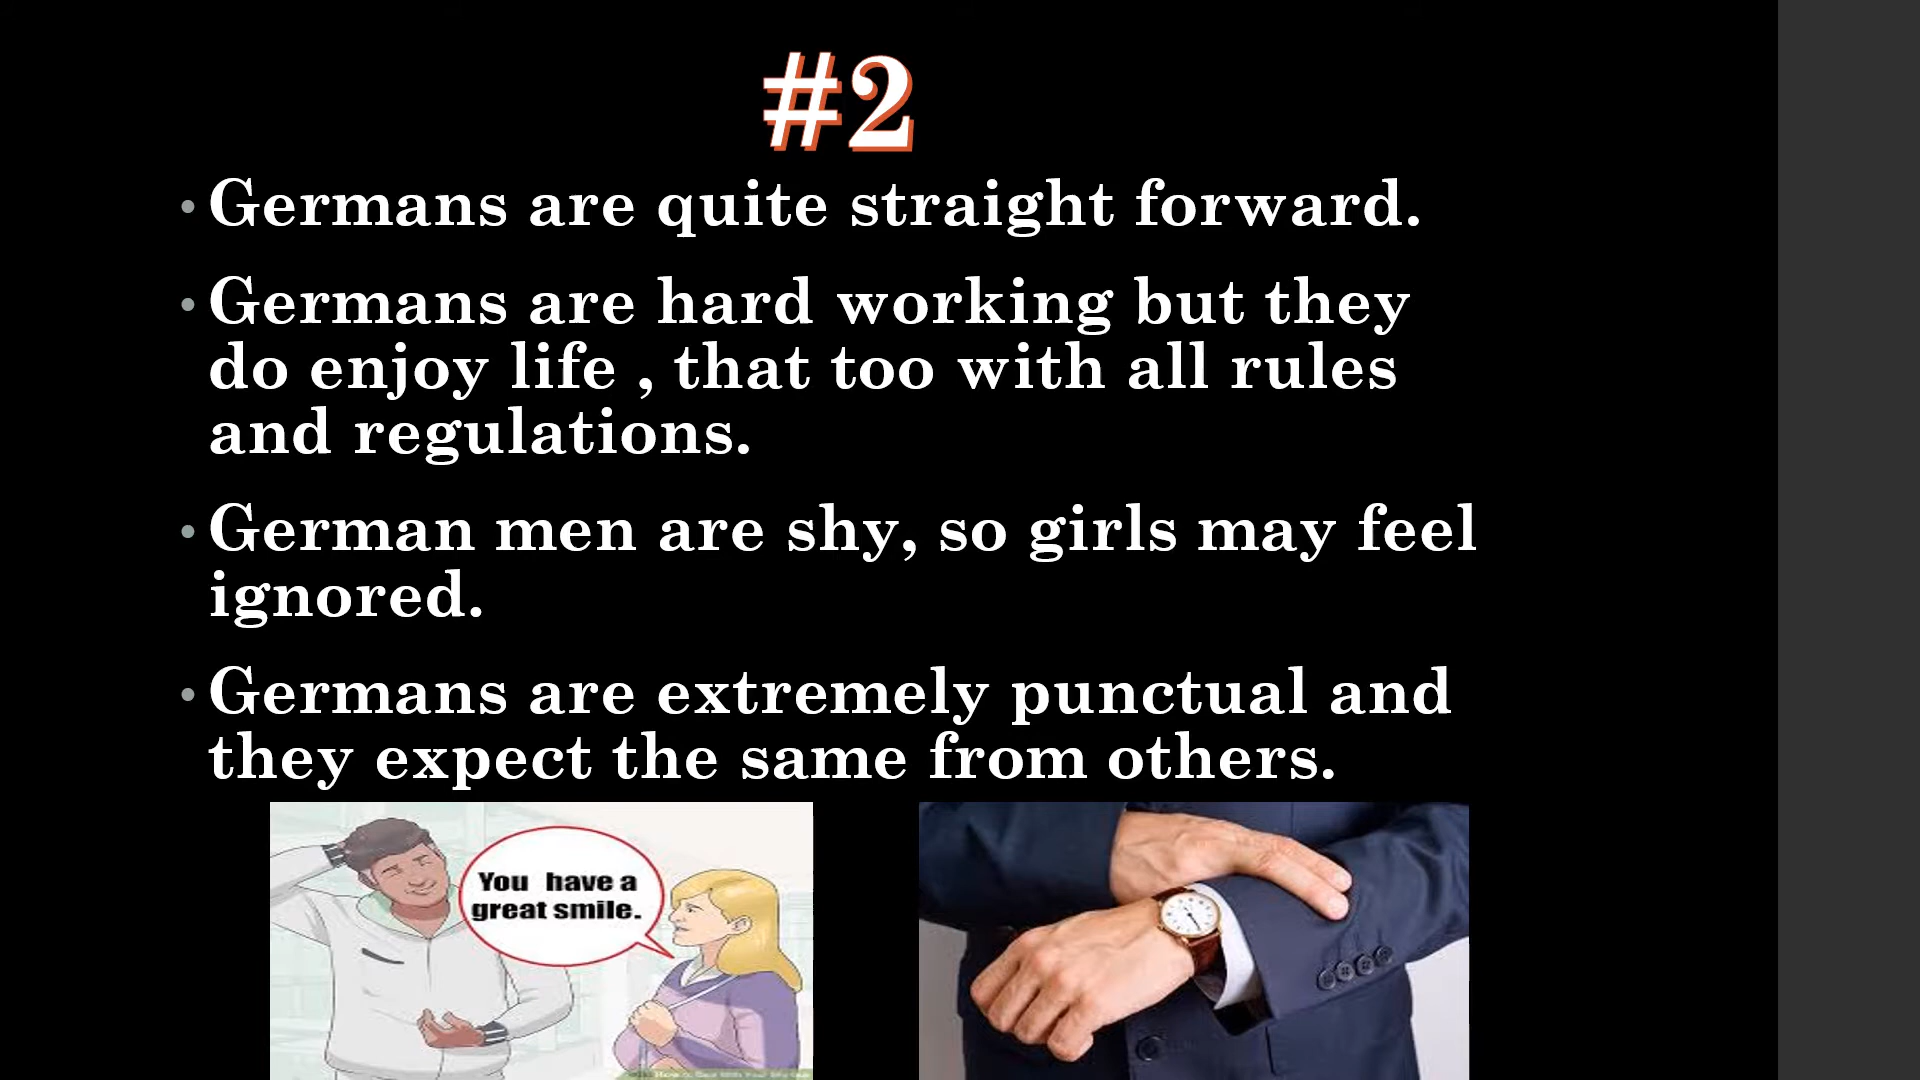 #2
• Germans are quite straight forward.
• Germans are hard working but they
do enjoy life , that too with all rules
and regulations.
• German men are shy, so girls may feel
ignored.
• Germans are extremely punctual and
they expect the same from others.
You have a
great smile.